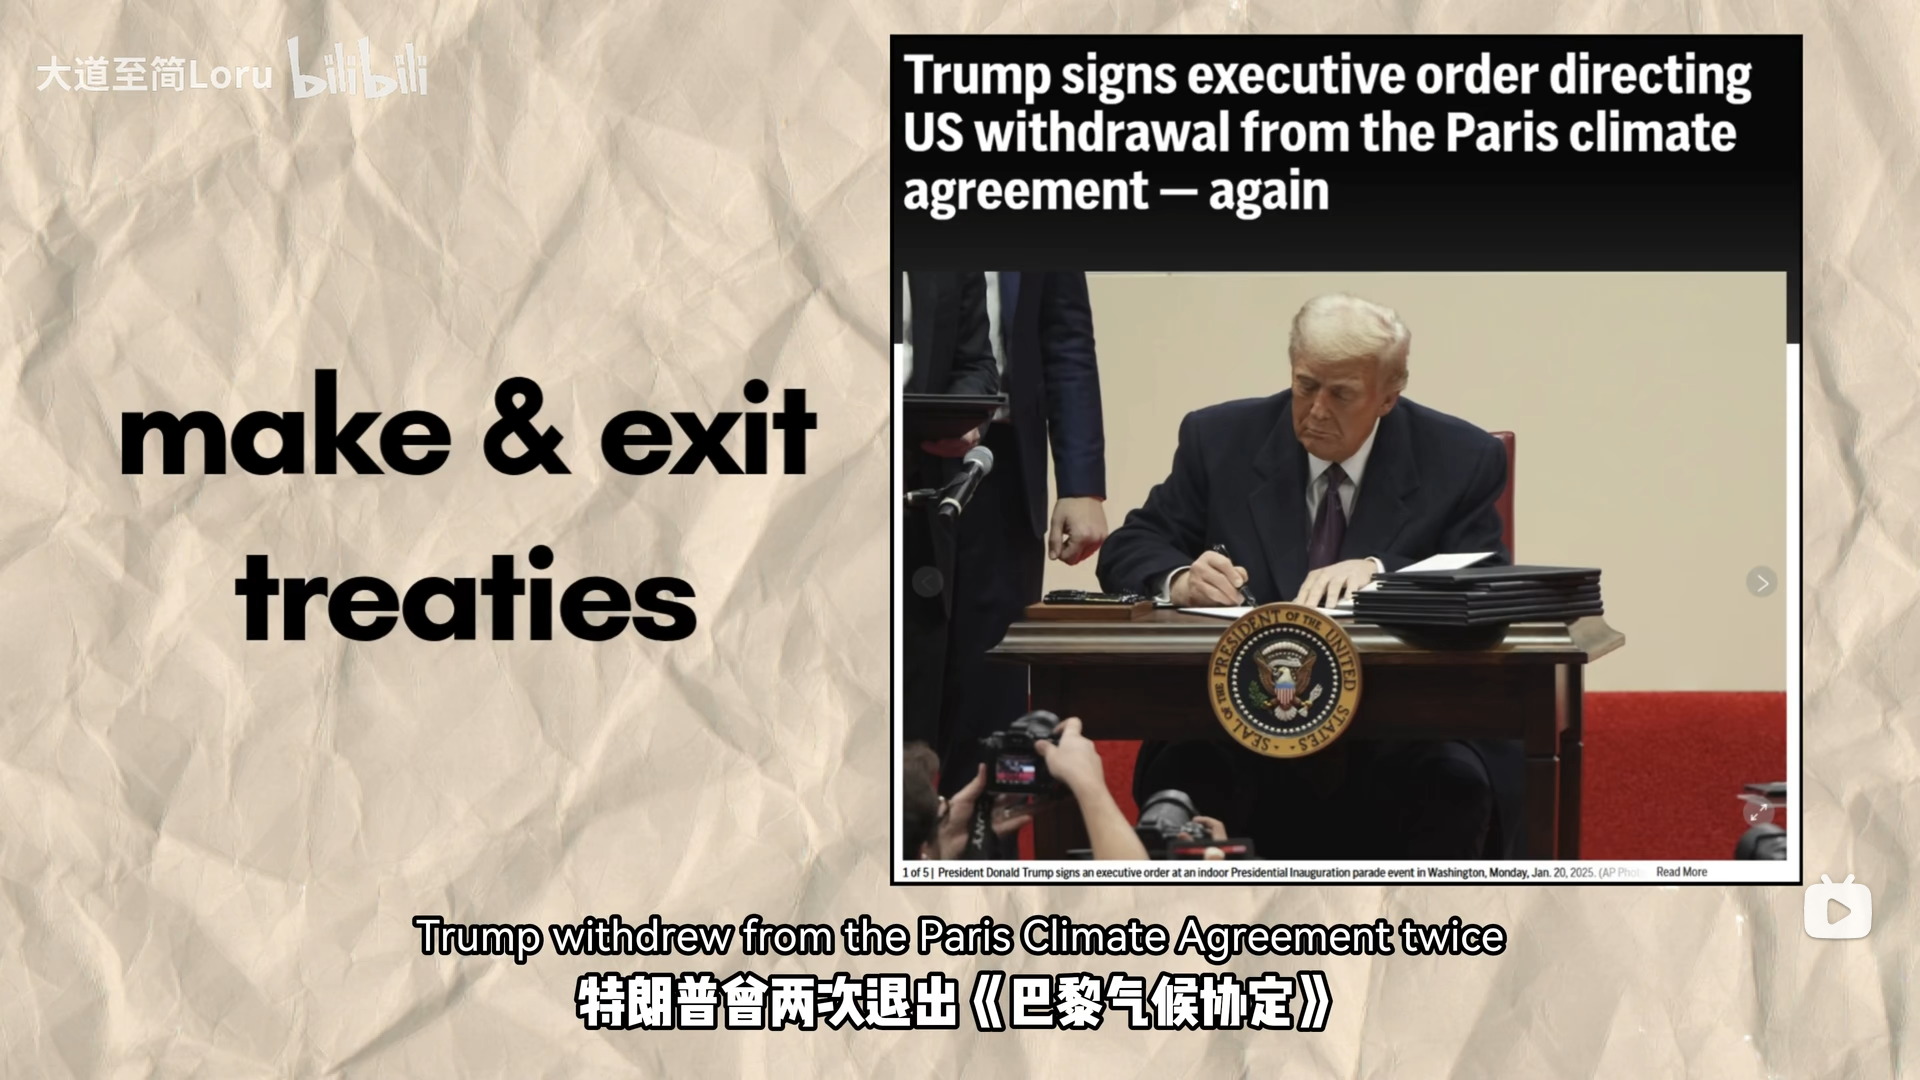 大道至简Loru bilibili
Trump signs executive order directing
US withdrawal from the Paris climate
agreement — again
make & exit
treaties
SEAL OF THE PRESIDENT OF THE UNITED STATES
1 of 5 | President Donald Trump signs an executive order at an indoor Presidential Inauguration parade event in Washington, Monday, Jan. 20, 2025. (AP Photo Read More
Trump withdrew from the Paris Climate Agreement twice
特朗普曾两次退出《巴黎气候协定》